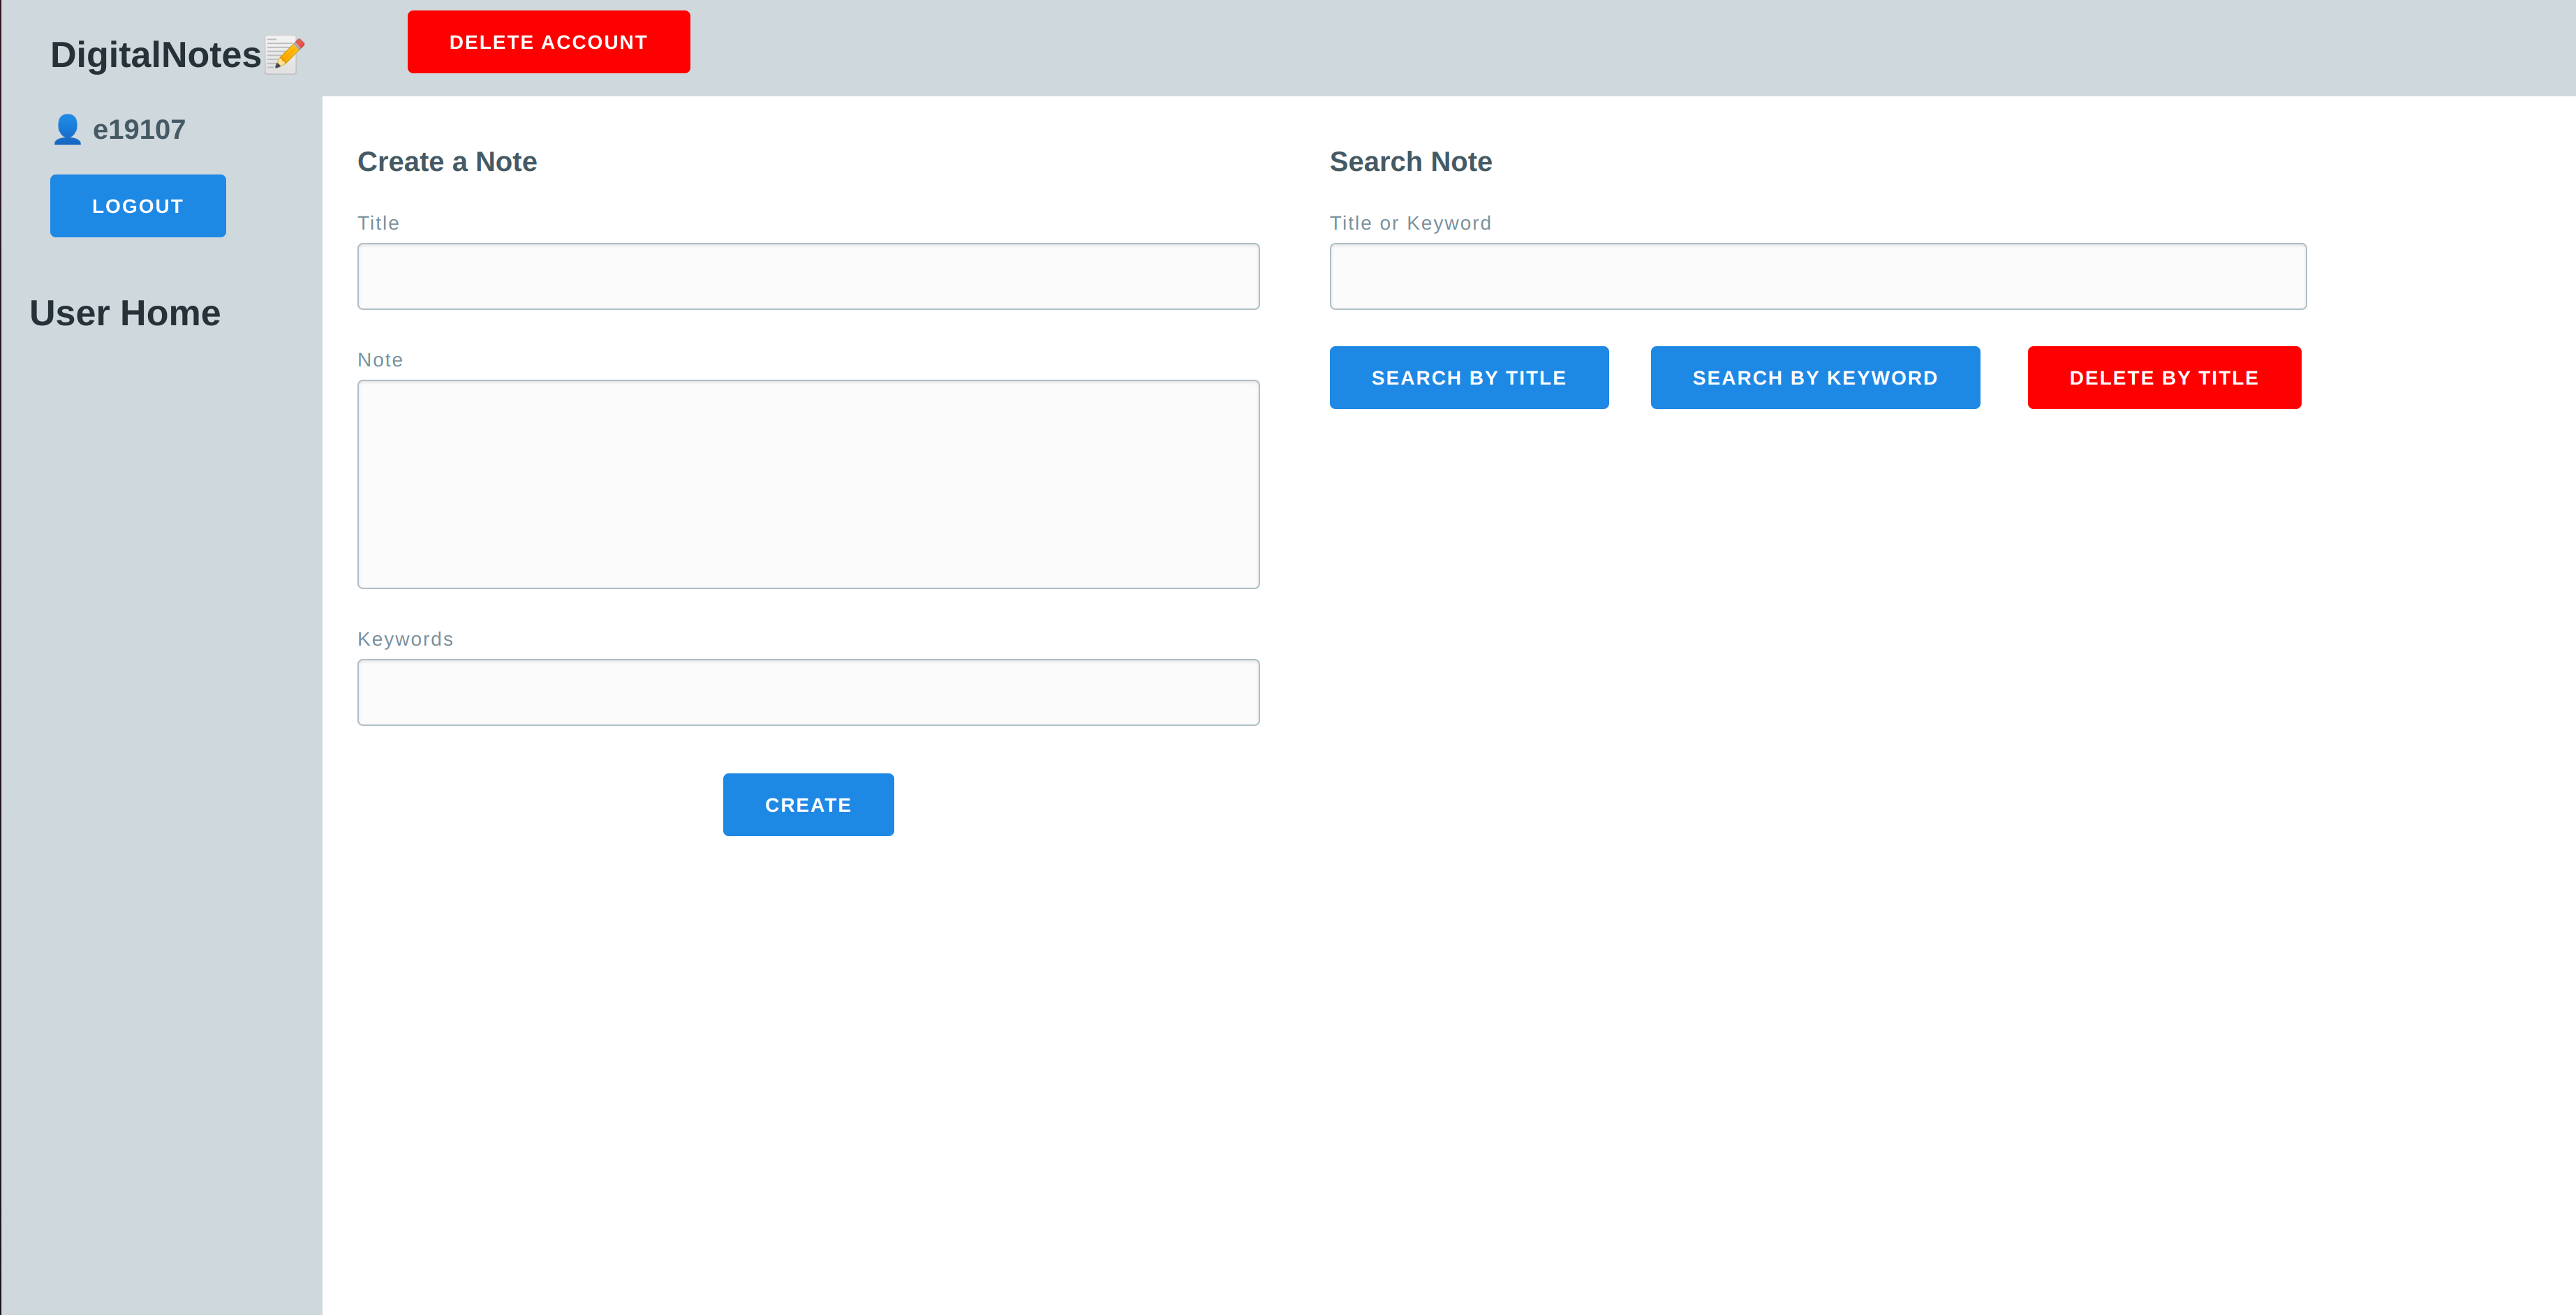 DigitalNotes📝
👤 e19107
LOGOUT
User Home
DELETE ACCOUNT
Create a Note
Title
Note
Keywords
CREATE
Search Note
Title or Keyword
SEARCH BY TITLE
SEARCH BY KEYWORD
DELETE BY TITLE